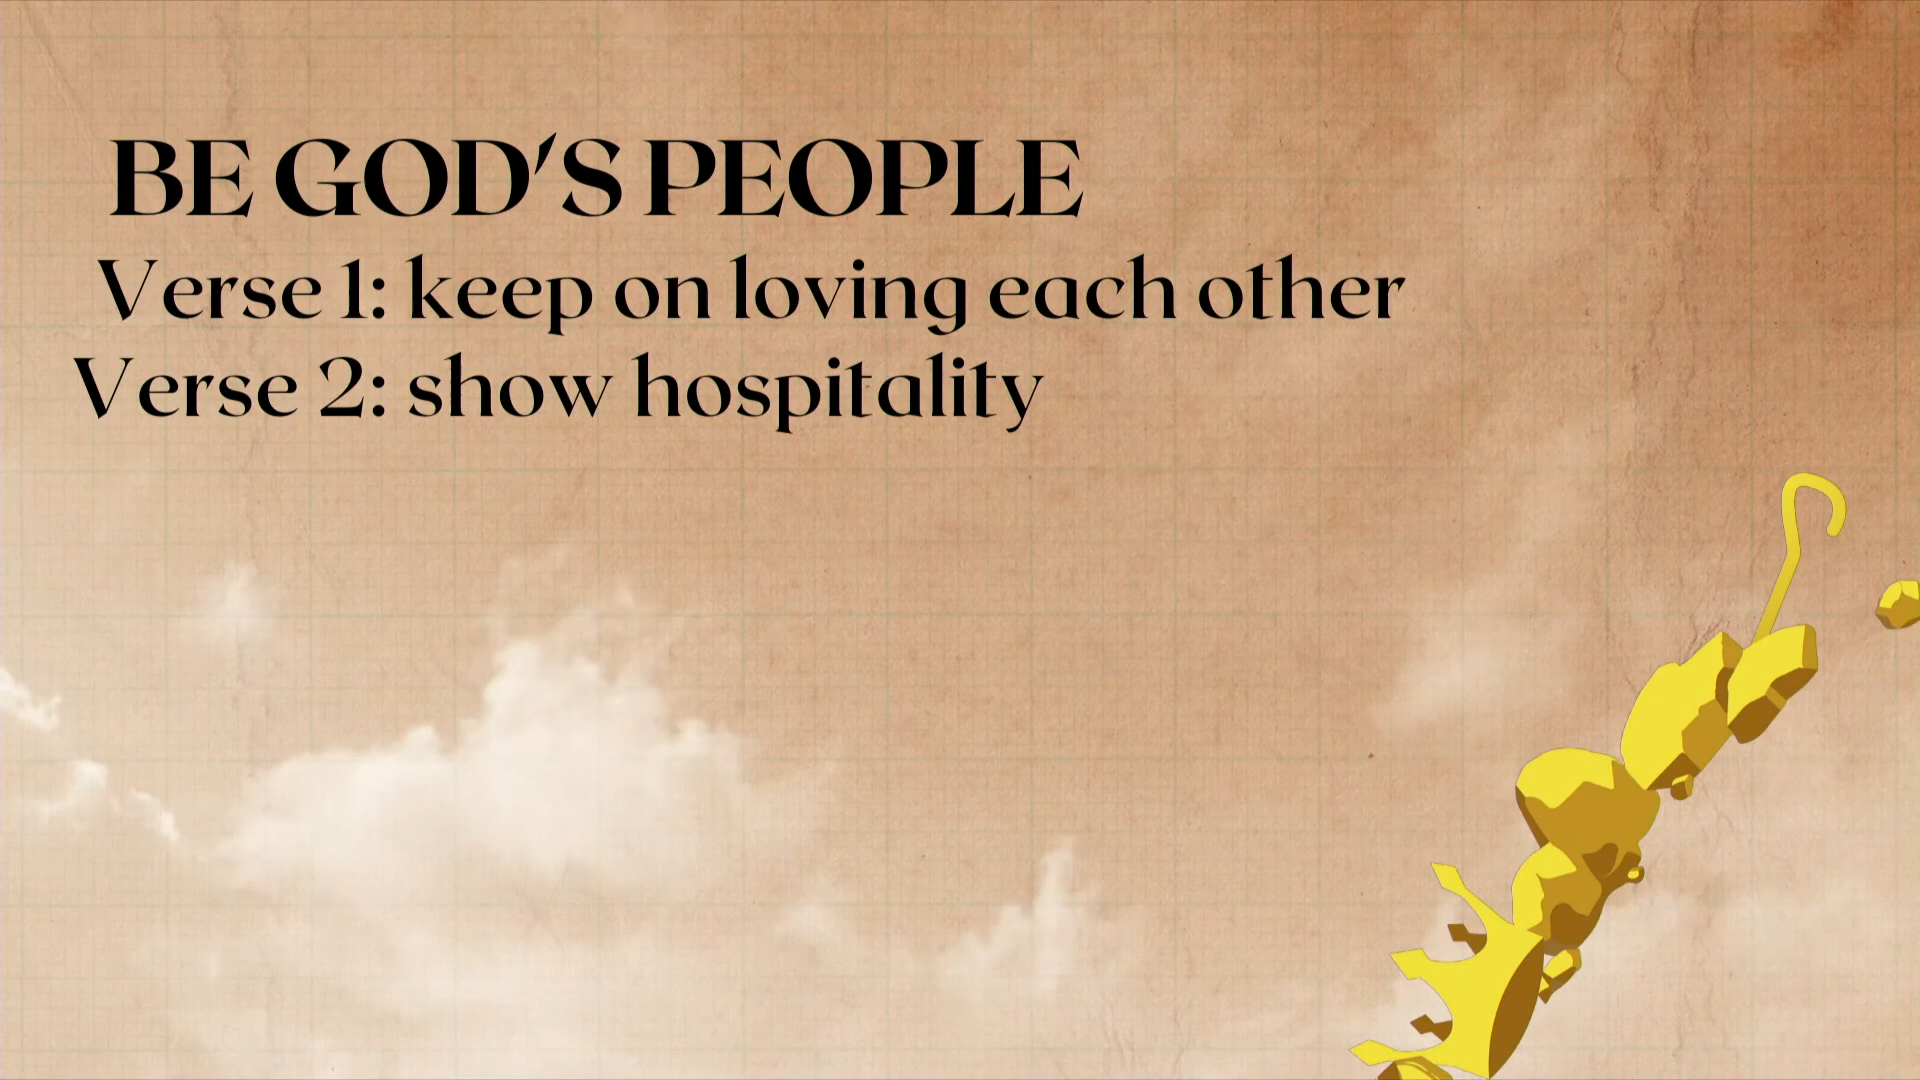 BE GOD'S PEOPLE
Verse 1: keep on loving each other
Verse 2: show hospitality